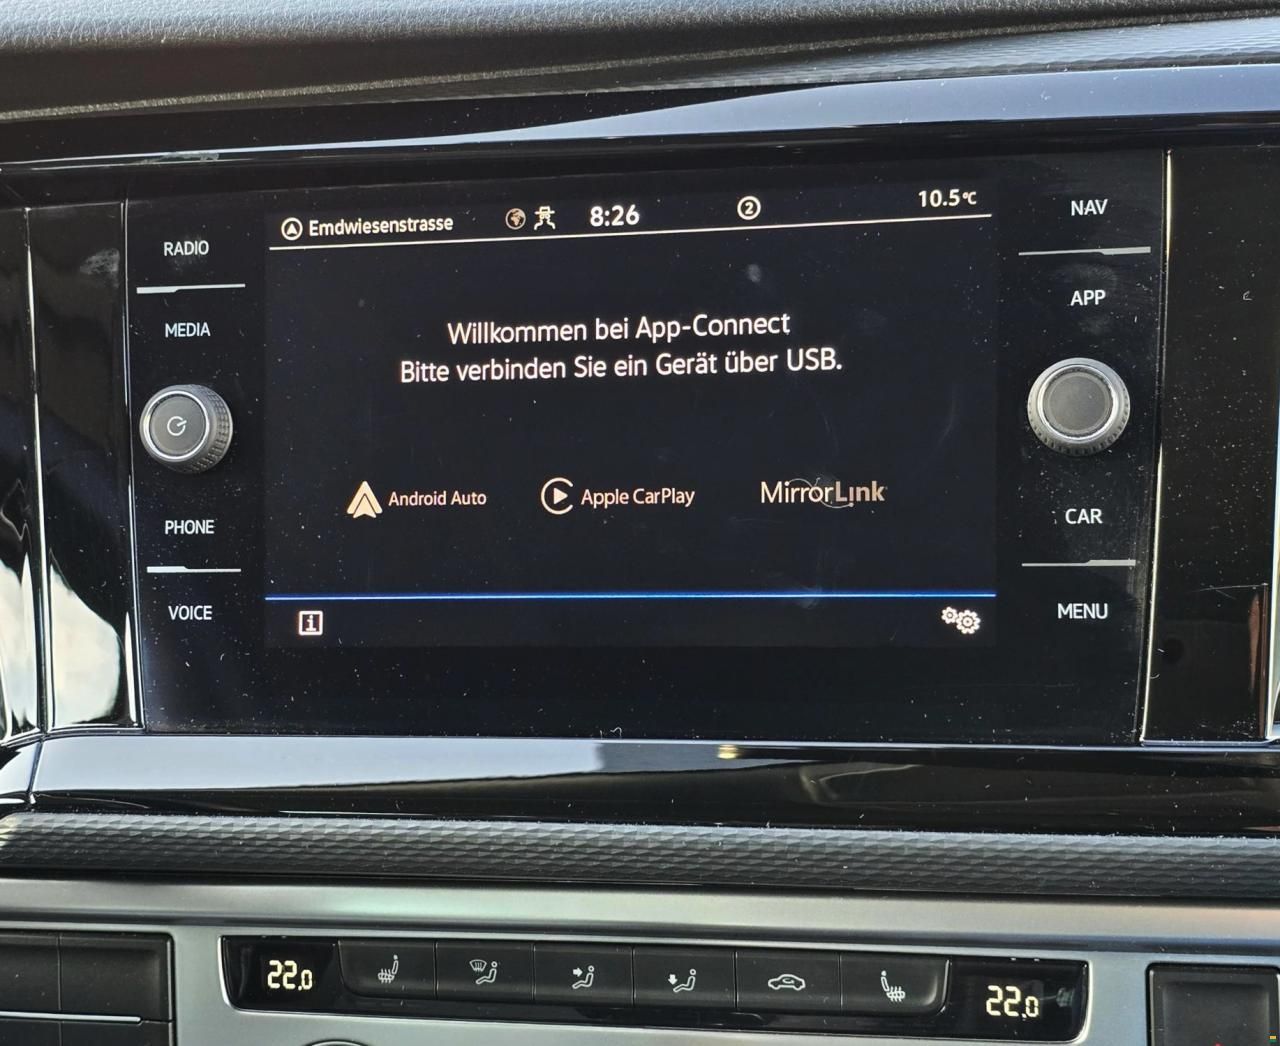 Emdwiesenstrasse 8:26 2 10.5°C
Willkommen bei App-Connect
Bitte verbinden Sie ein Gerät über USB.
Android Auto Apple CarPlay MirrorLink
i
RADIO
MEDIA
PHONE
VOICE
NAV
APP
CAR
MENU
22.0 22.0